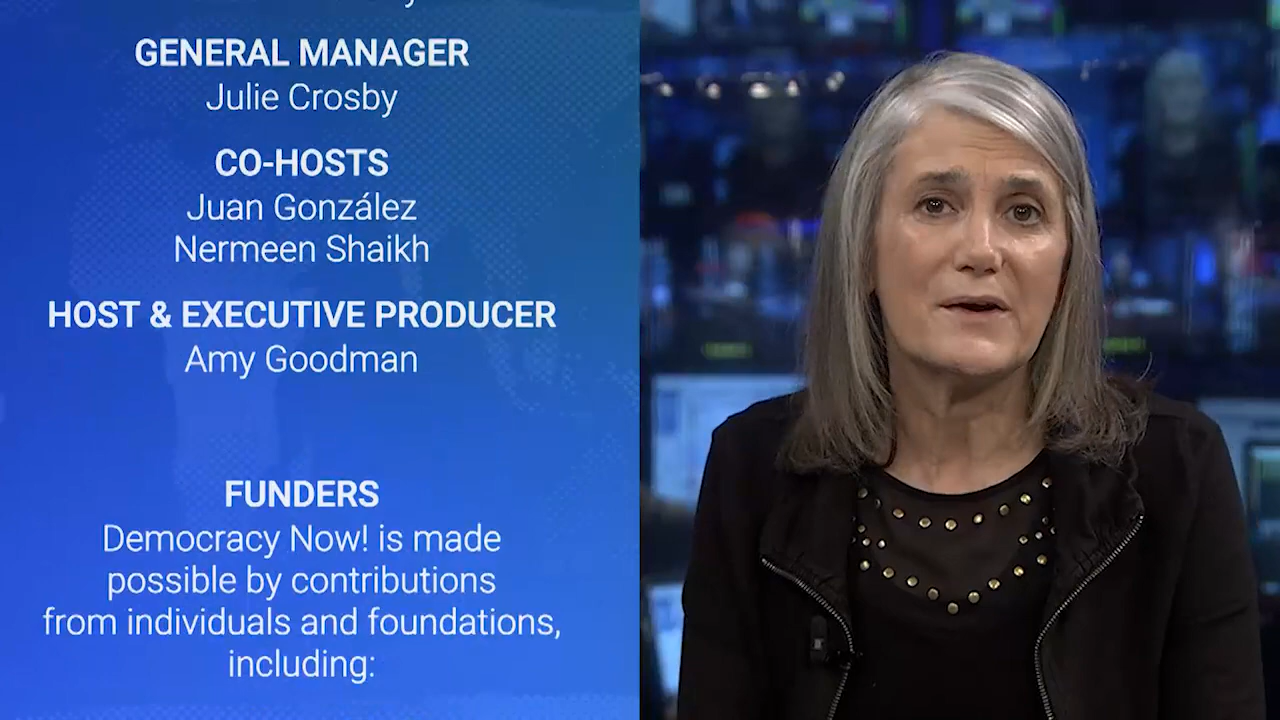 GENERAL MANAGER
Julie Crosby
CO-HOSTS
Juan González
Nermeen Shaikh
HOST & EXECUTIVE PRODUCER
Amy Goodman
FUNDERS
Democracy Now! is made
possible by contributions
from individuals and foundations,
including: